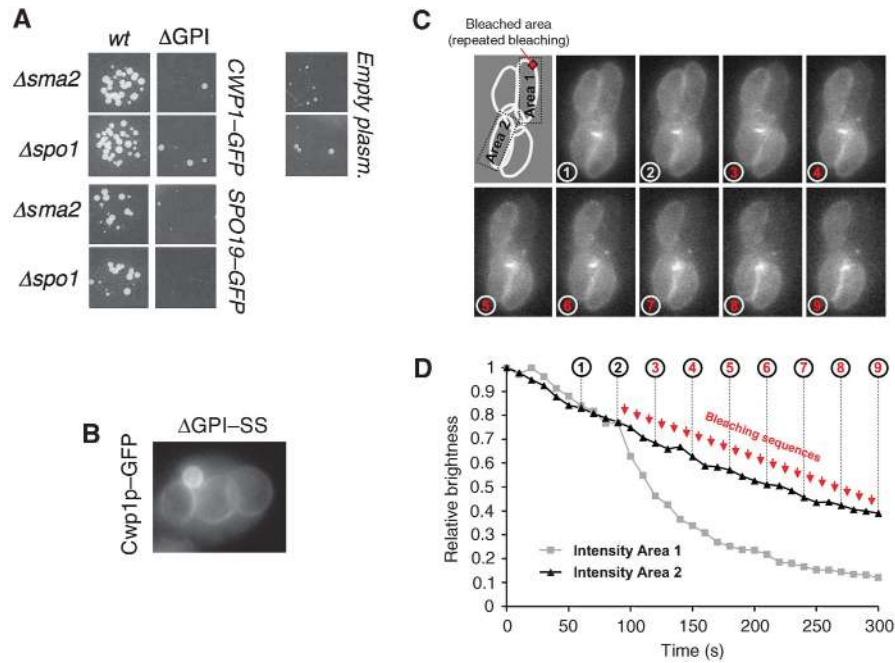 A
wt
ΔGPI
Δsma2
Δspo1
Δsma2
Δspo1
CWP1–GFP
SPO19–GFP
Empty plasm.
B
ΔGPI–SS
Cwp1p–GFP
C
Bleached area
(repeated bleaching)
Area 1
Area 2
1
2
3
4
5
6
7
8
9
D
1 2 3 4 5 6 7 8 9
Bleaching sequences
Relative brightness
1
0.9
0.8
0.7
0.6
0.5
0.4
0.3
0.2
0.1
0
Intensity Area 1
Intensity Area 2
0 50 100 150 200 250 300
Time (s)